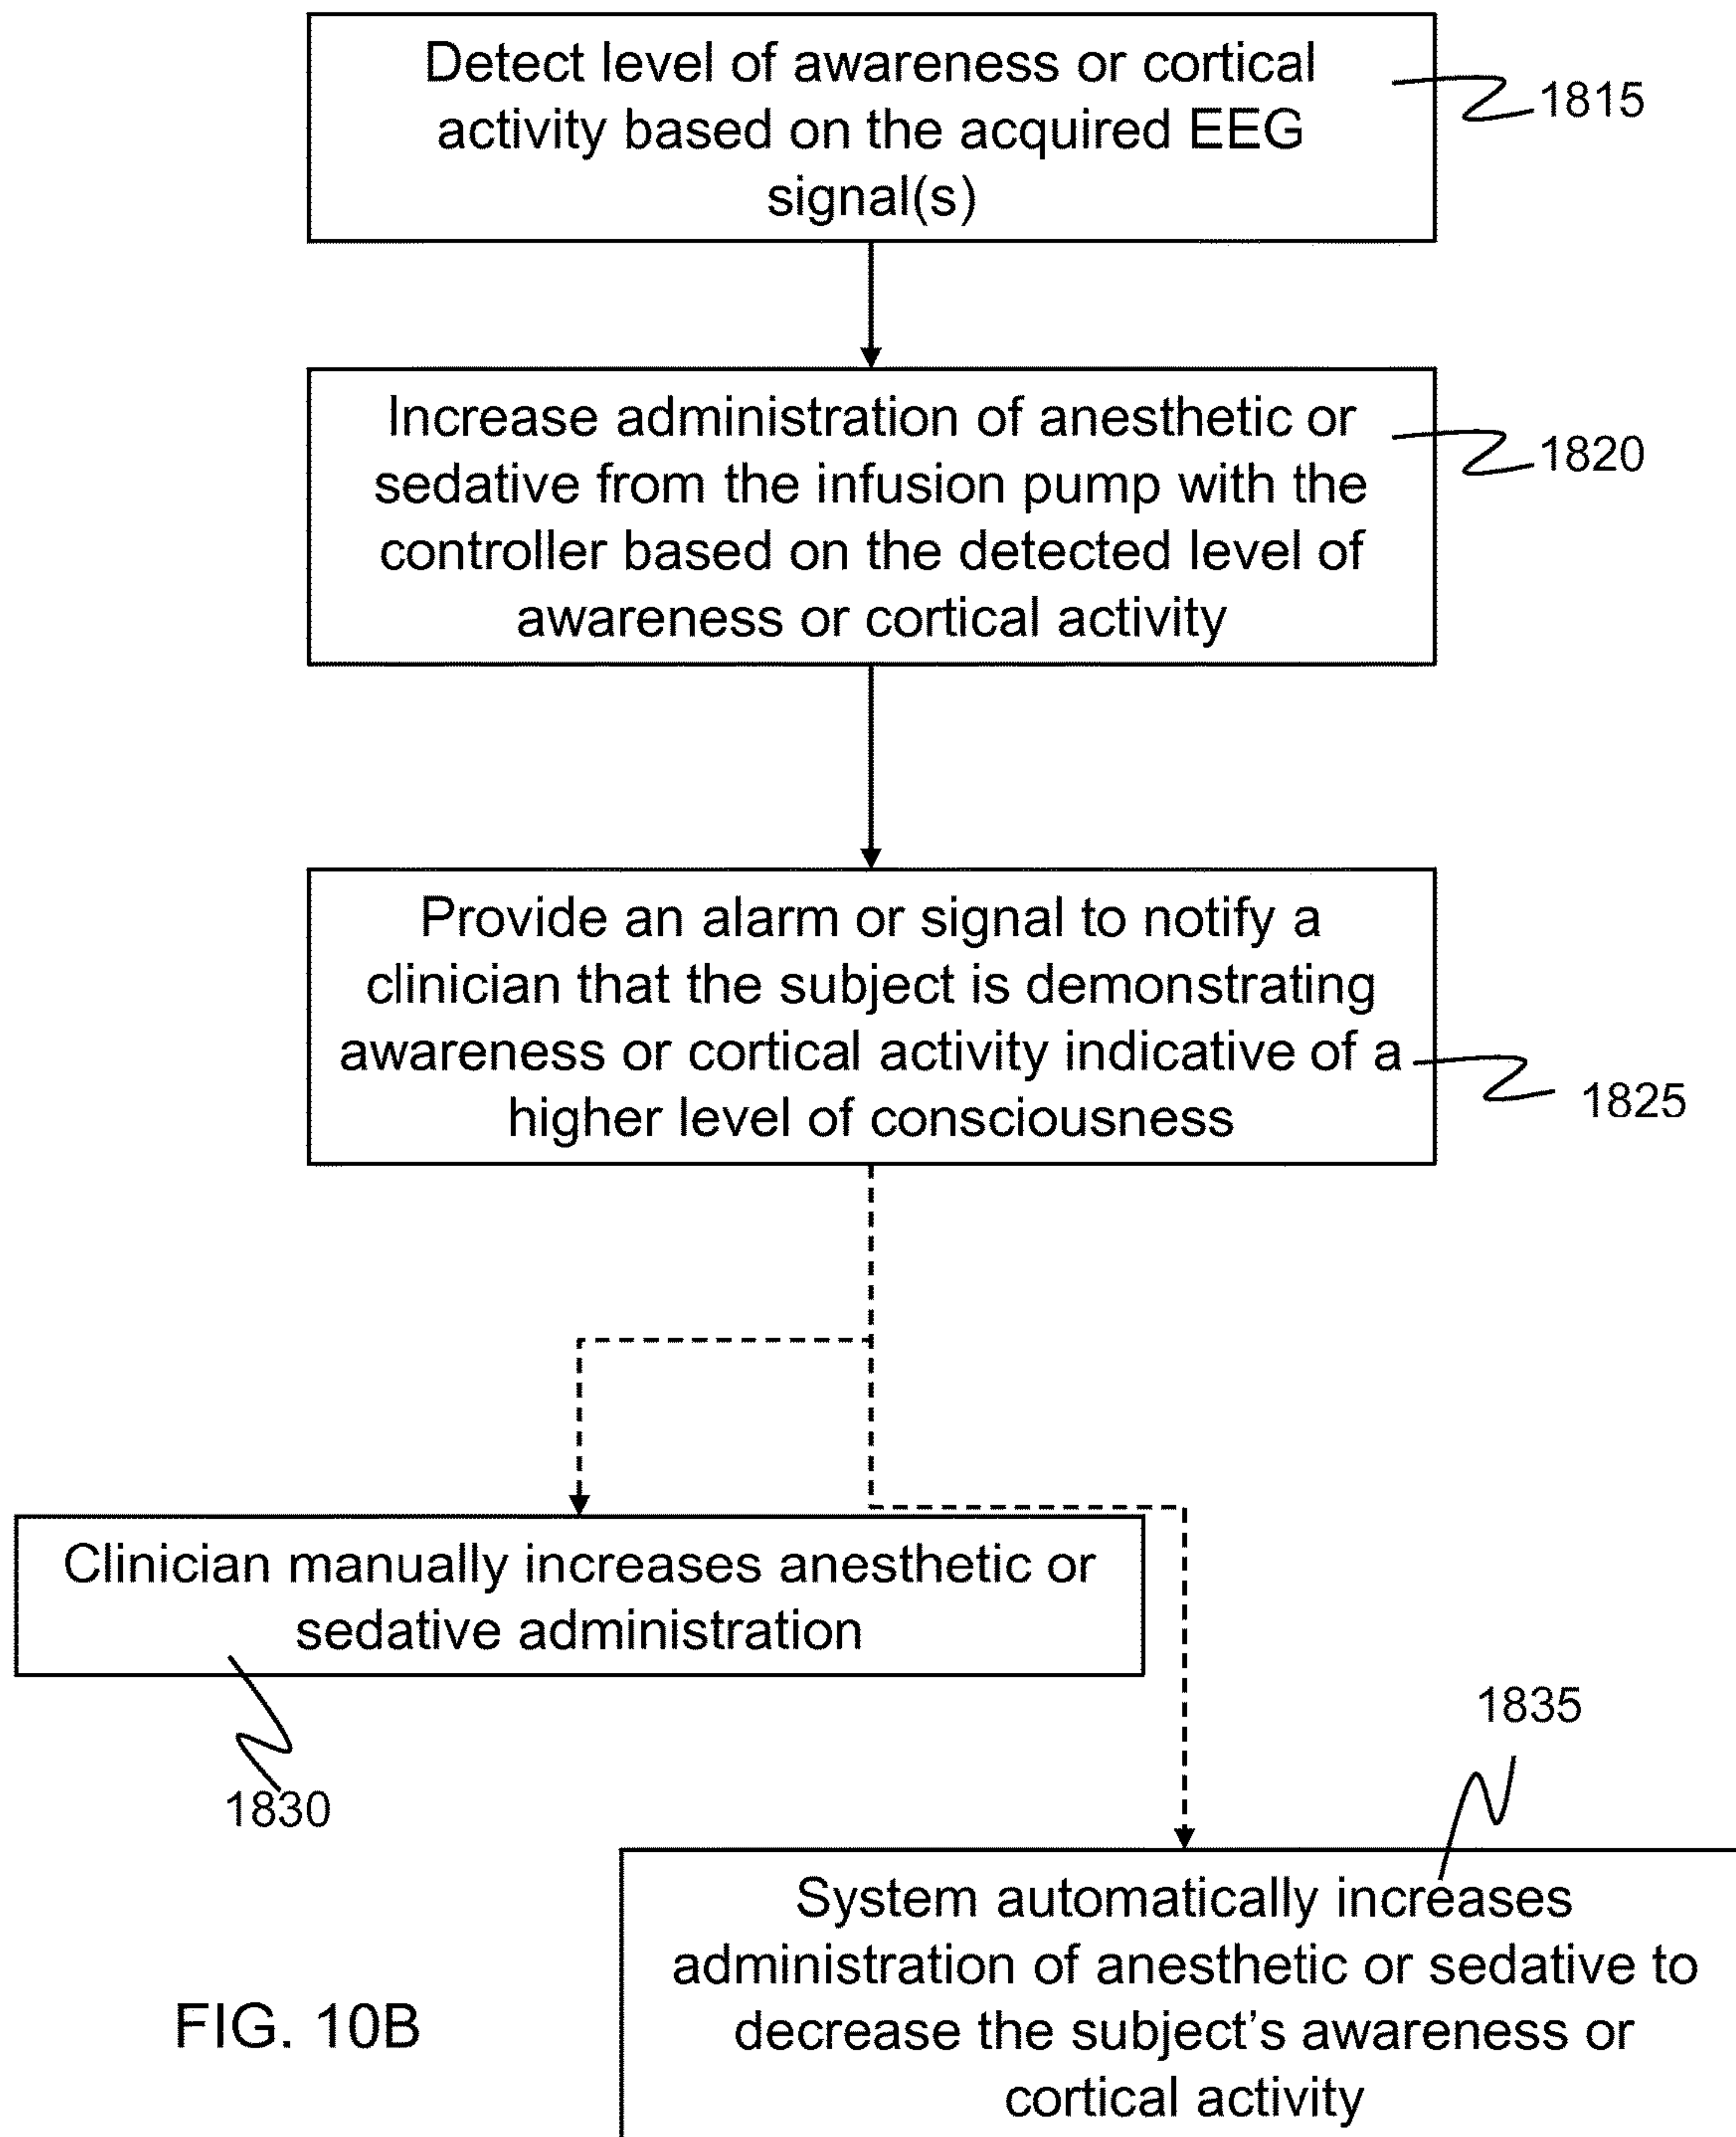 Detect level of awareness or cortical
activity based on the acquired EEG
signal(s)
1815
Increase administration of anesthetic or
sedative from the infusion pump with the
controller based on the detected level of
awareness or cortical activity
1820
Provide an alarm or signal to notify a
clinician that the subject is demonstrating
awareness or cortical activity indicative of a
higher level of consciousness
1825
Clinician manually increases anesthetic or
sedative administration
1830
1835
System automatically increases
administration of anesthetic or sedative to
decrease the subject's awareness or
cortical activity
FIG. 10B